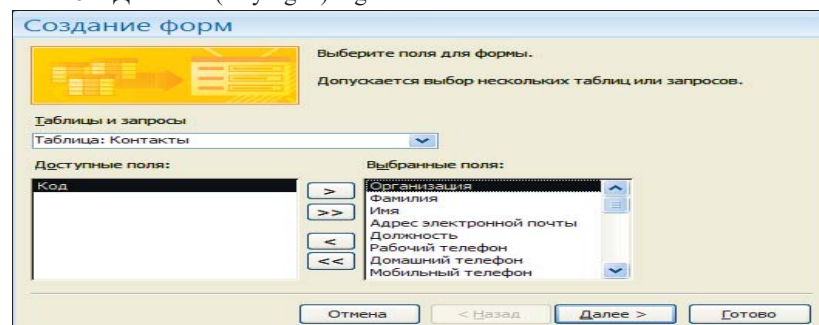 Создание форм
Выберите поля для формы.
Допускается выбор нескольких таблиц или запросов.
Таблицы и запросы
Таблица: Контакты
Доступные поля:
Выбранные поля:
Код
Организация
Фамилия
Имя
Адрес электронной почты
Должность
Рабочий телефон
Домашний телефон
Мобильный телефон
>
>>
<
<<
Отмена
< Назад
Далее >
Готово